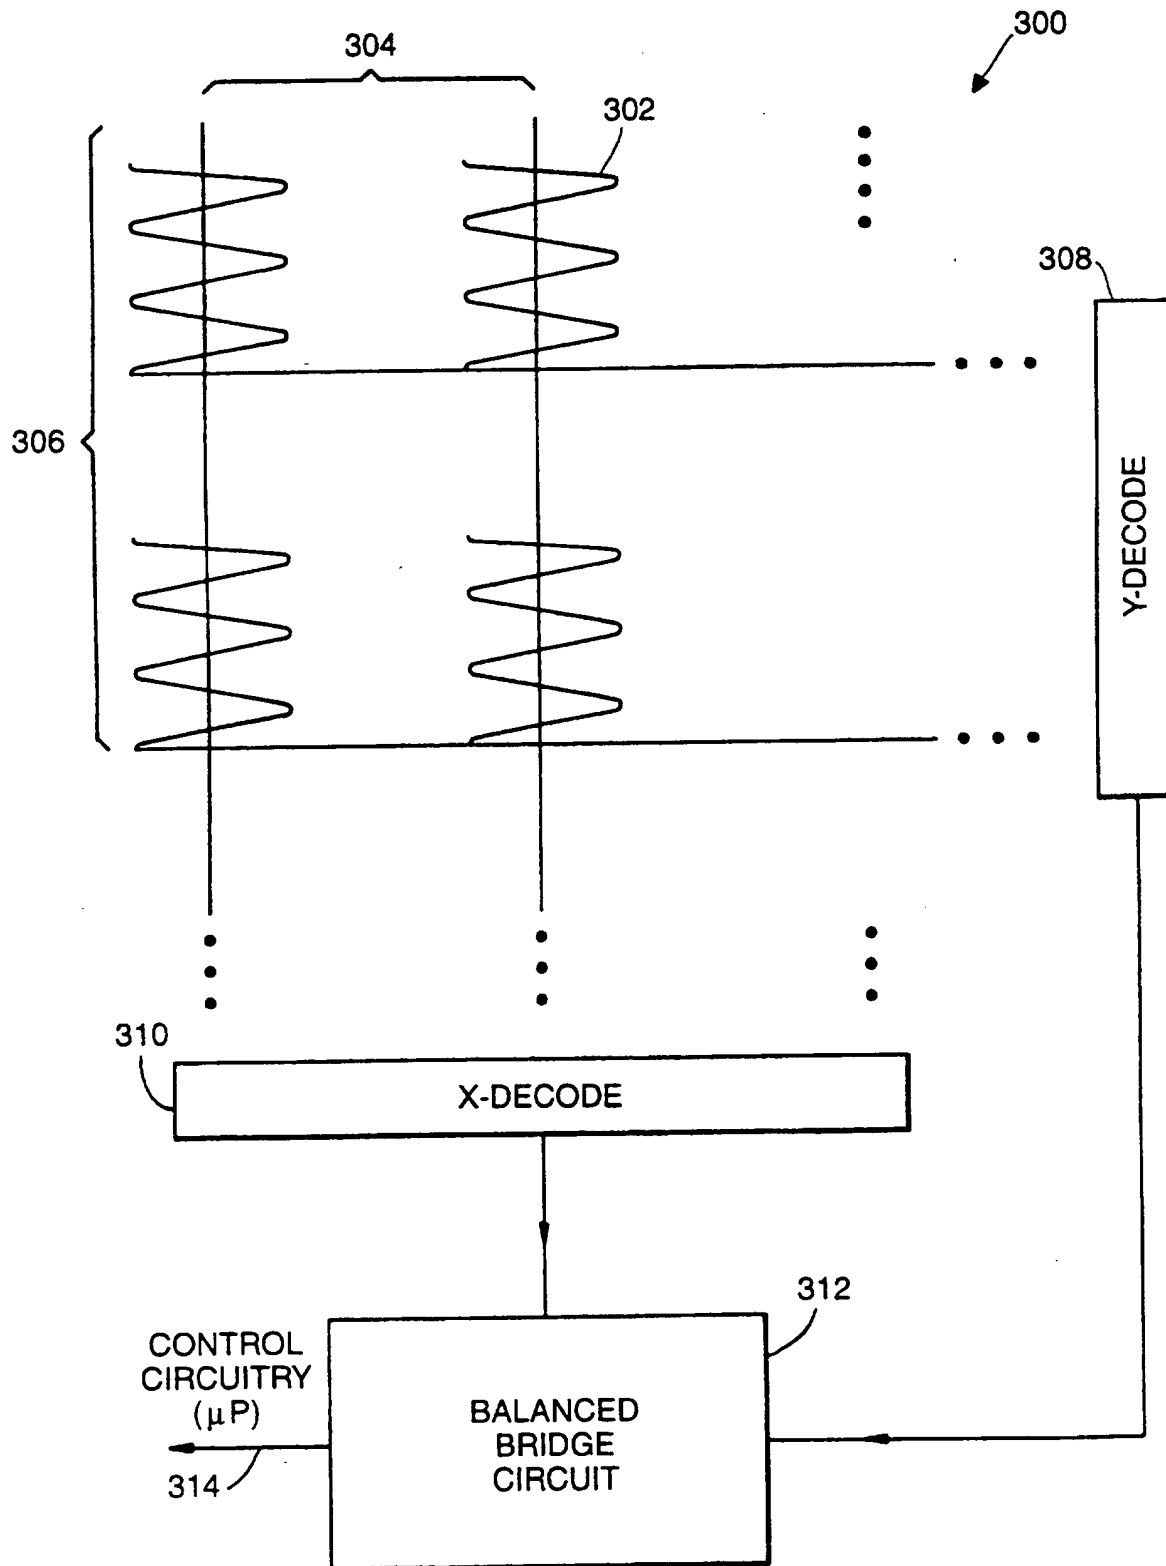 300
304
302
308
306
Y-DECODE
310
X-DECODE
312
CONTROL
CIRCUITRY
(μP)
BALANCED
BRIDGE
CIRCUIT
314